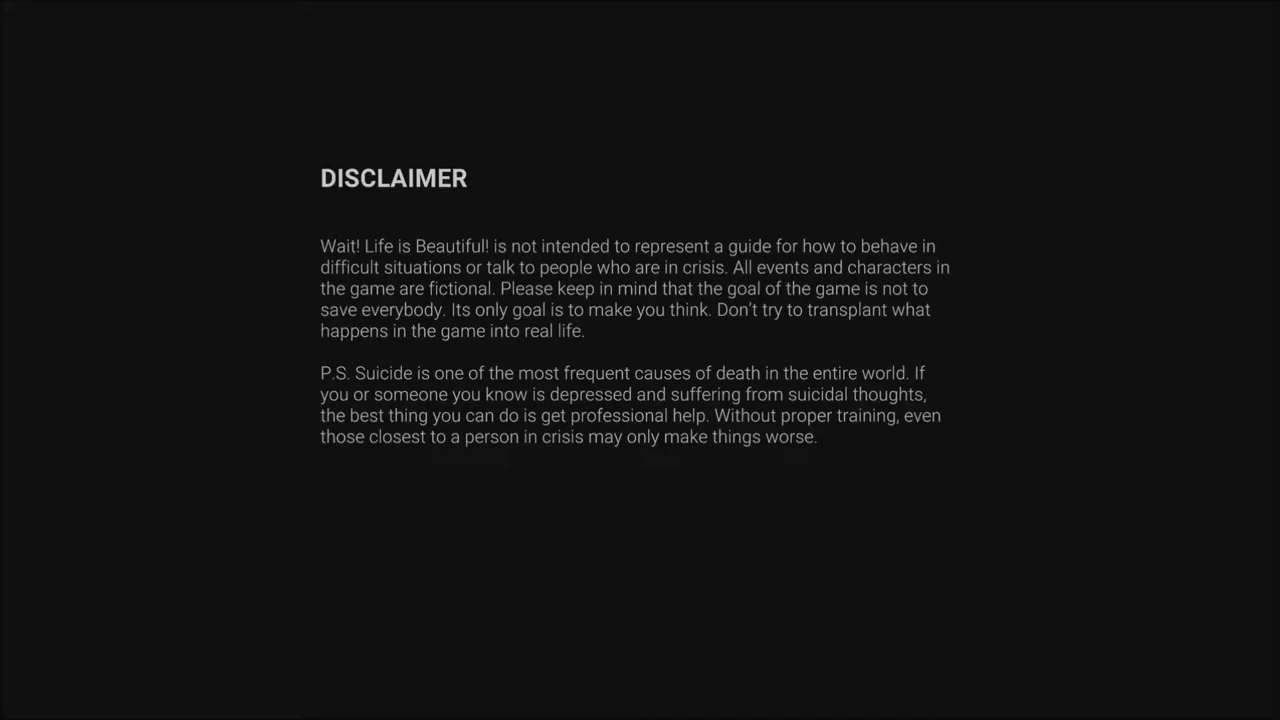 DISCLAIMER
Wait! Life is Beautiful! is not intended to represent a guide for how to behave in
difficult situations or talk to people who are in crisis. All events and characters in
the game are fictional. Please keep in mind that the goal of the game is not to
save everybody. Its only goal is to make you think. Don't try to transplant what
happens in the game into real life.
P.S. Suicide is one of the most frequent causes of death in the entire world. If
you or someone you know is depressed and suffering from suicidal thoughts,
the best thing you can do is get professional help. Without proper training, even
those closest to a person in crisis may only make things worse.